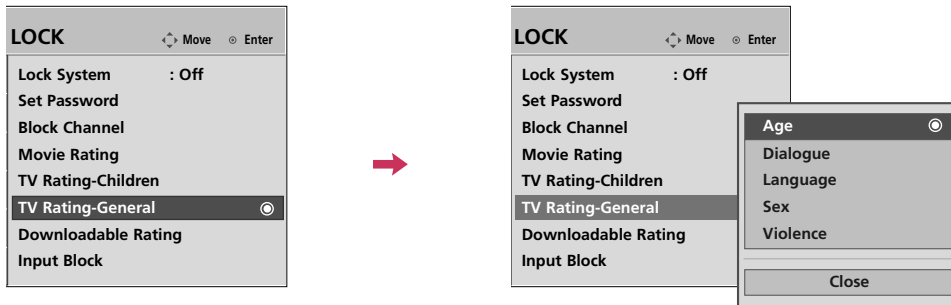 LOCK
Move Enter
Lock System : Off
Set Password
Block Channel
Movie Rating
TV Rating-Children
TV Rating-General
Downloadable Rating
Input Block
LOCK
Move Enter
Lock System : Off
Set Password
Block Channel
Movie Rating
TV Rating-Children
TV Rating-General
Downloadable Rating
Input Block
Age
Dialogue
Language
Sex
Violence
Close